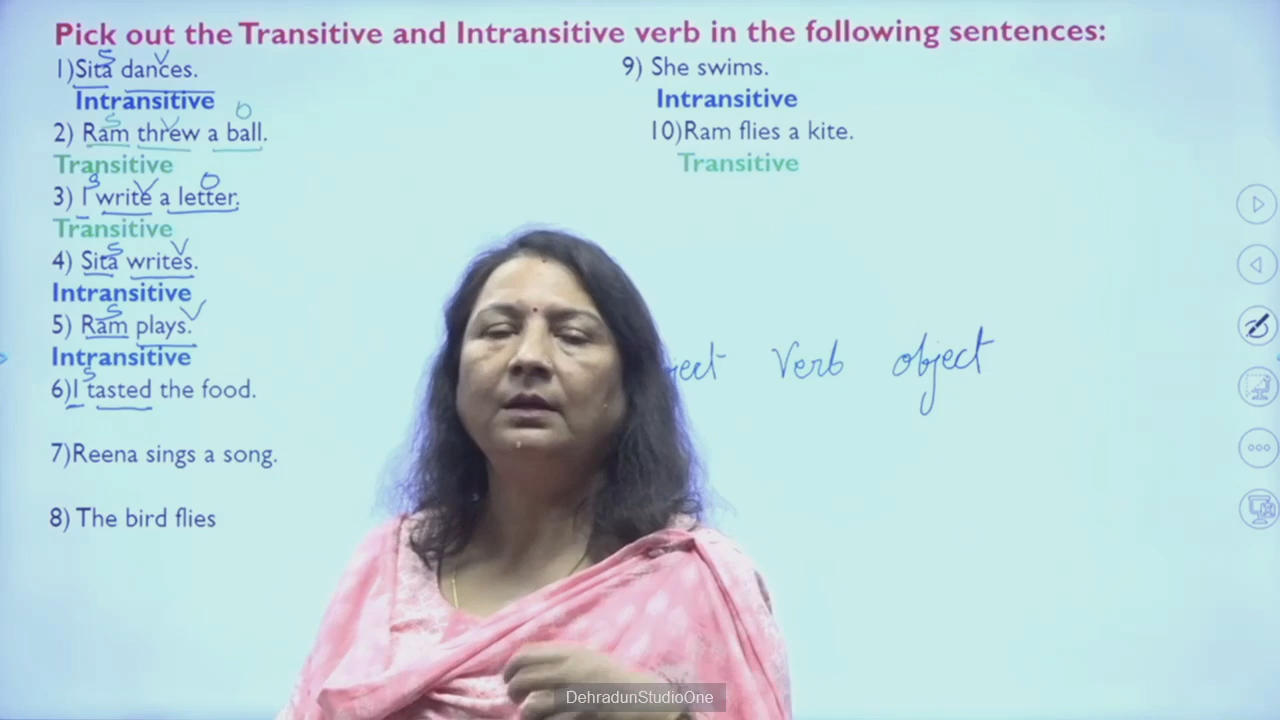 Pick out the Transitive and Intransitive verb in the following sentences:
1)Sita dances.
S V
Intransitive
2) Ram threw a ball.
S V O
Transitive
3) I write a letter.
S V O
Transitive
4) Sita writes.
S V
Intransitive
5) Ram plays.
S V
Intransitive
6)I tasted the food.
S
7)Reena sings a song.
8) The bird flies
9) She swims.
Intransitive
10)Ram flies a kite.
Transitive
Verb object
DehradunStudioOne